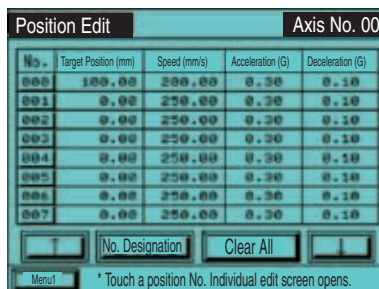 Position Edit Axis No. 00
No. Target Position (mm) Speed (mm/s) Acceleration (G) Deceleration (G)
000 100.00 200.00 0.30 0.10
001 0.00 250.00 0.30 0.10
002 0.00 250.00 0.30 0.10
003 0.00 250.00 0.30 0.10
004 0.00 250.00 0.30 0.10
005 0.00 250.00 0.30 0.10
006 0.00 250.00 0.30 0.10
007 0.00 250.00 0.30 0.10
↑ No. Designation Clear All ↓
Menu1 * Touch a position No. Individual edit screen opens.